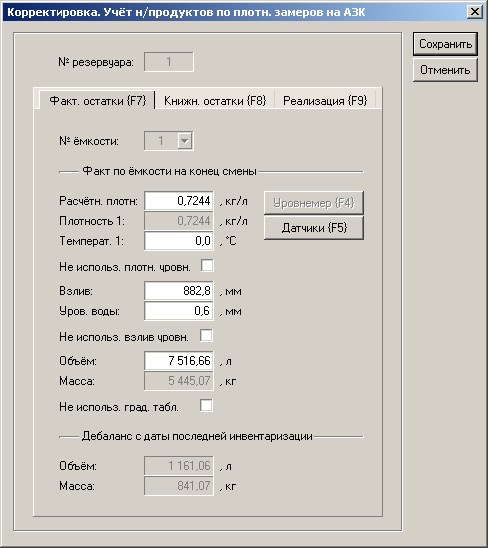 Корректировка. Учёт н/продуктов по плотн. замеров на АЗК
Сохранить
№ резервуара: 1
Отменить
Факт. остатки {F7} Книжн. остатки {F8} Реализация {F9}
№ ёмкости: 1
Факт по ёмкости на конец смены
Расчётн. плотн: 0,7244 , кг/л Уровнемер {F4}
Плотность 1: 0,7244 , кг/л
Датчики {F5}
Температ. 1: 0,0 , °C
Не использ. плотн. уровн.
Взлив: 882,8 , мм
Уров. воды: 0,6 , мм
Не использ. взлив уровн.
Объём: 7 516,66 , л
Масса: 5 445,07 , кг
Не использ. град. табл.
Дебаланс с даты последней инвентаризации
Объём: 1 161,06 , л
Масса: 841,07 , кг